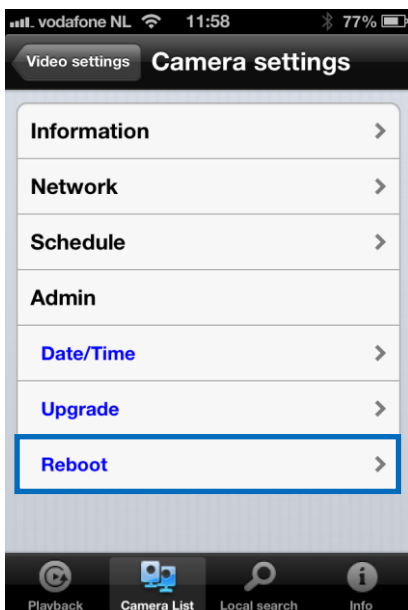 vodafone NL 11:58 77%
Video settings Camera settings
Information
Network
Schedule
Admin
Date/Time
Upgrade
Reboot
Playback Camera List Local search Info